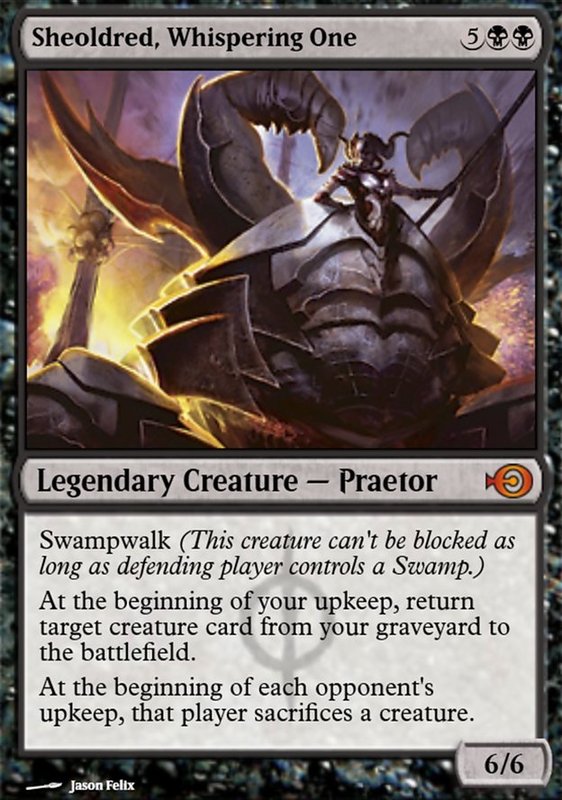 Sheoldred, Whispering One 5
Legendary Creature — Praetor
Swampwalk (This creature can't be blocked as
long as defending player controls a Swamp.)
At the beginning of your upkeep, return
target creature card from your graveyard to
the battlefield.
At the beginning of each opponent's
upkeep, that player sacrifices a creature.
6/6
Jason Felix